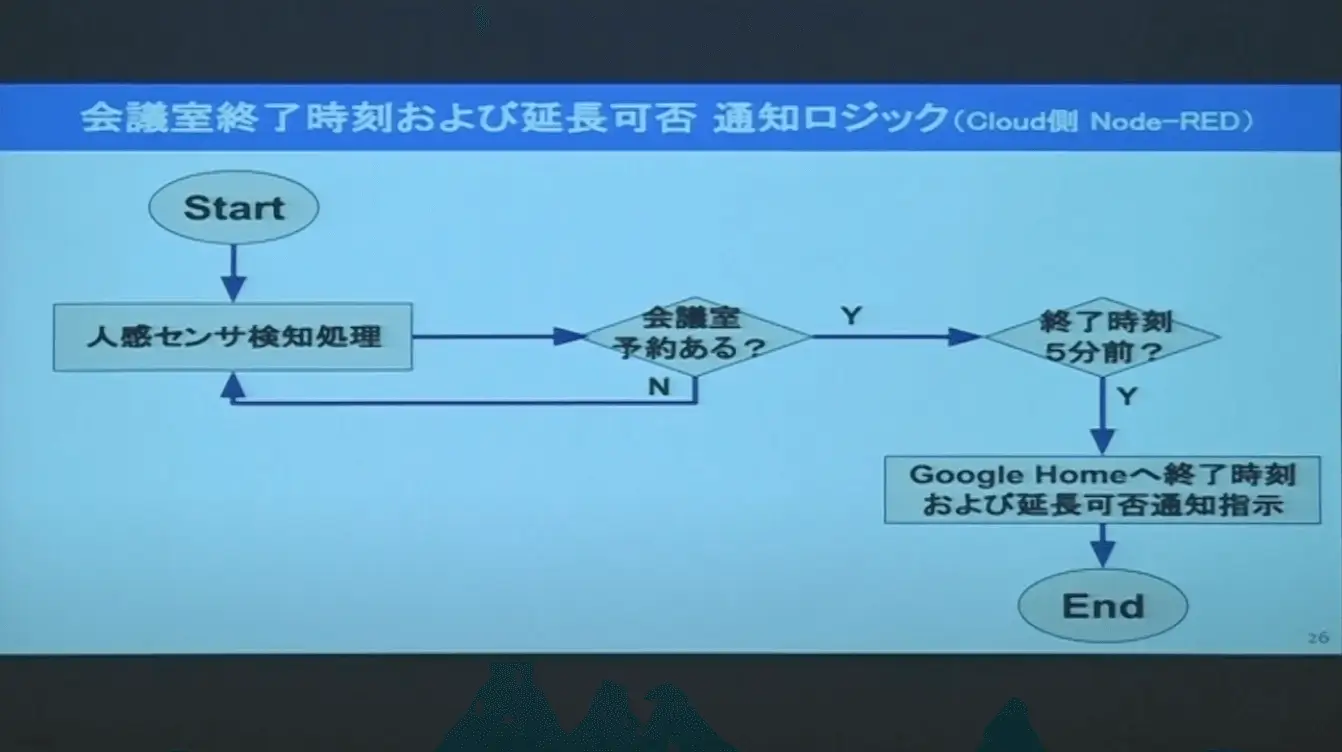 会議室終了時刻および延長可否 通知ロジック(Cloud側 Node-RED)
Start
人感センサ検知処理
会議室
予約ある?
Y
N
終了時刻
5分前?
Y
Google Homeへ終了時刻
および延長可否通知指示
End
26